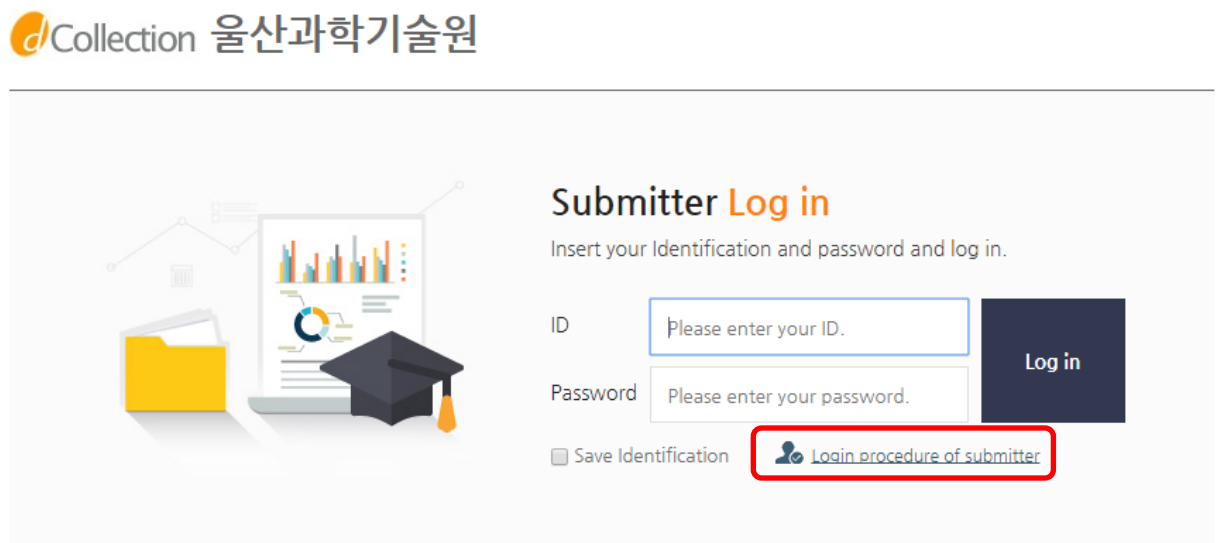 dCollection 울산과학기술원
Submitter Log in
Insert your Identification and password and log in.
ID
Please enter your ID.
Password
Please enter your password.
Log in
Save Identification
Login procedure of submitter